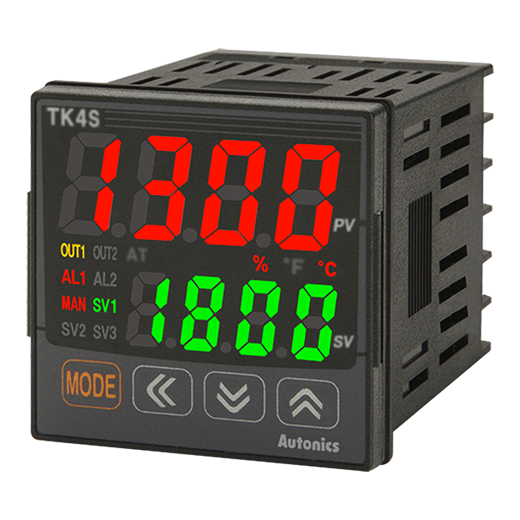 TK4S
1300
PV
OUT1 OUT2 AT % °F °C
AL1 AL2
MAN SV1
1800
SV2 SV3
SV
MODE
Autonics